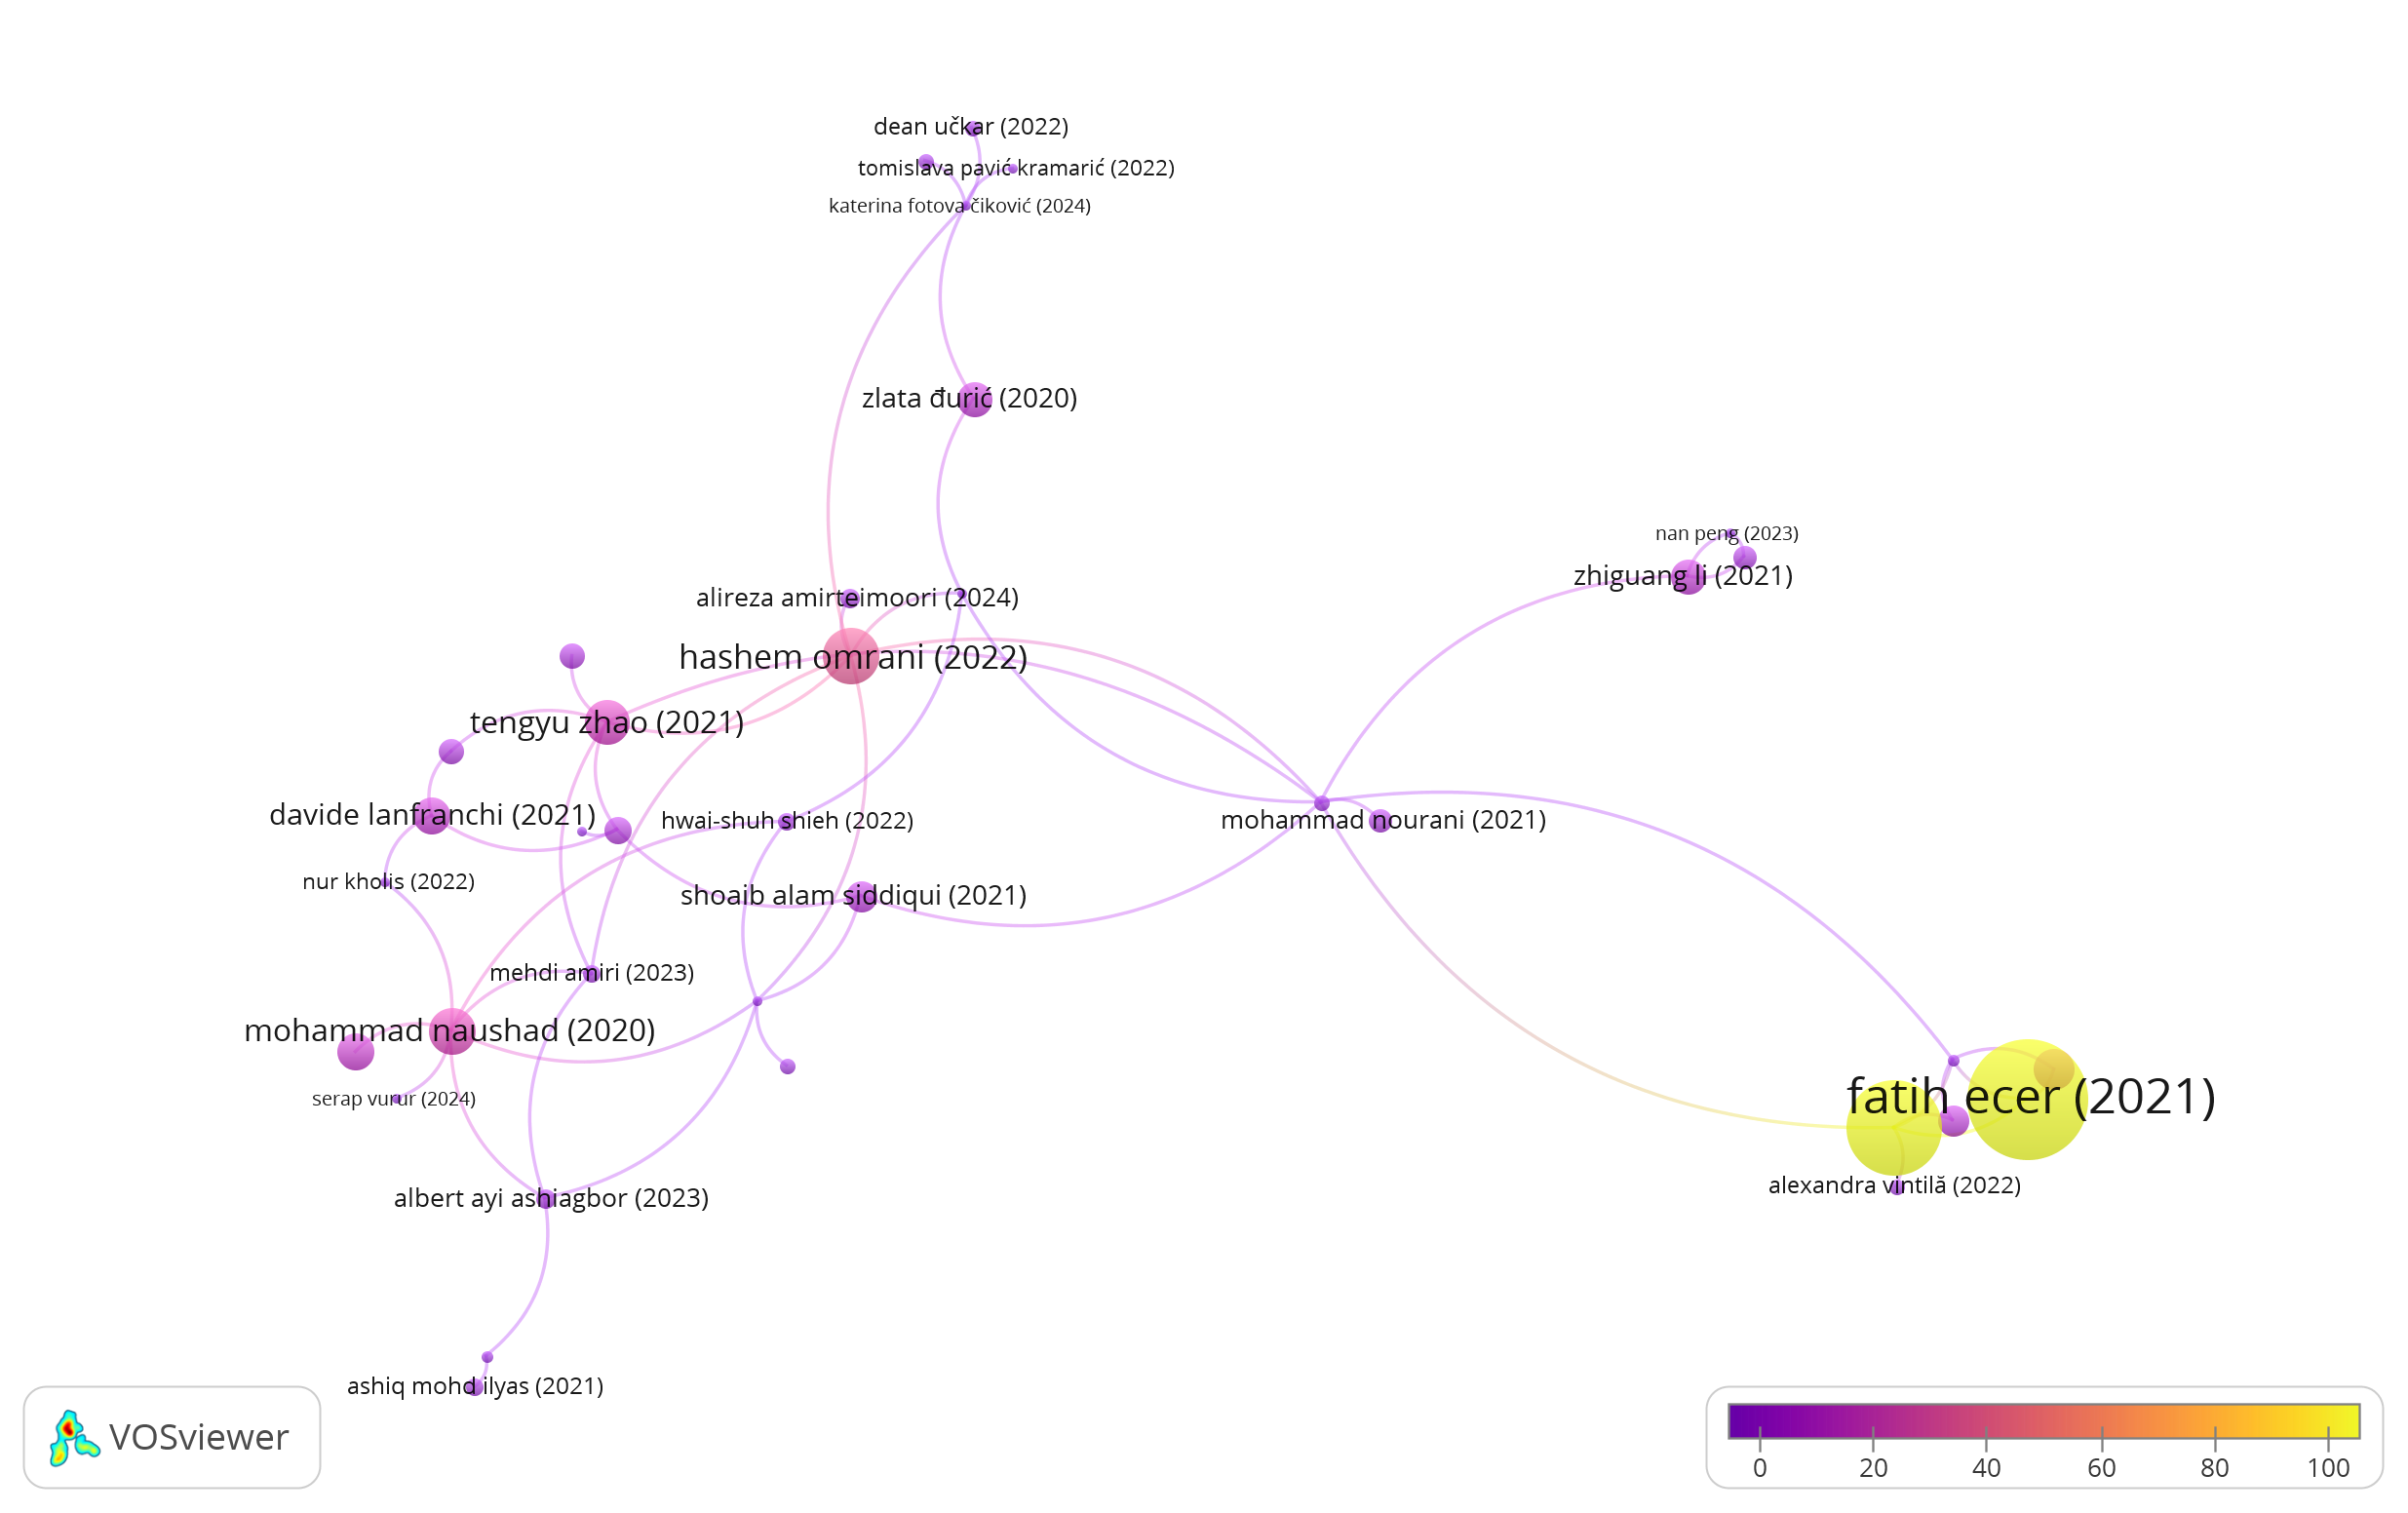 dean učkar (2022)
tomislava pavić kramarić (2022)
katerina fotova čiković (2024)
zlata đurić (2020)
nan peng (2023)
zhiguang li (2021)
alireza amirteimoori (2024)
hashem omrani (2022)
tengyu zhao (2021)
davide lanfranchi (2021)
hwai-shuh shieh (2022)
mohammad nourani (2021)
nur kholis (2022)
shoaib alam siddiqui (2021)
mehdi amiri (2023)
mohammad naushad (2020)
serap vurur (2024)
fatih ecer (2021)
alexandra vintilă (2022)
albert ayi ashiagbor (2023)
ashiq mohd ilyas (2021)
VOSviewer
0 20 40 60 80 100